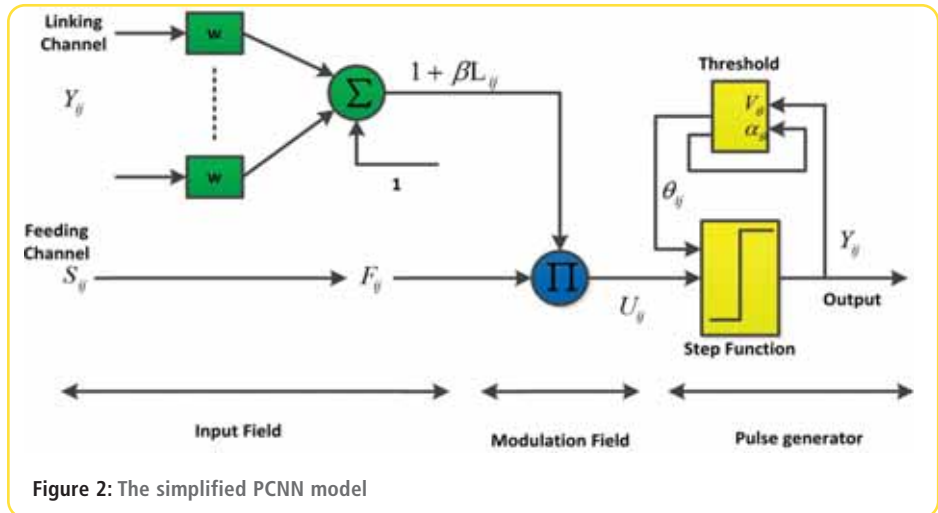 Linking
Channel
Y_ij
w
w
Σ
1 + βL_ij
1
Threshold
V_θ
θ_ij
Feeding
Channel
S_ij
F_ij
Π
U_ij
Y_ij
Output
Step Function
Input Field
Modulation Field
Pulse generator
Figure 2: The simplified PCNN model